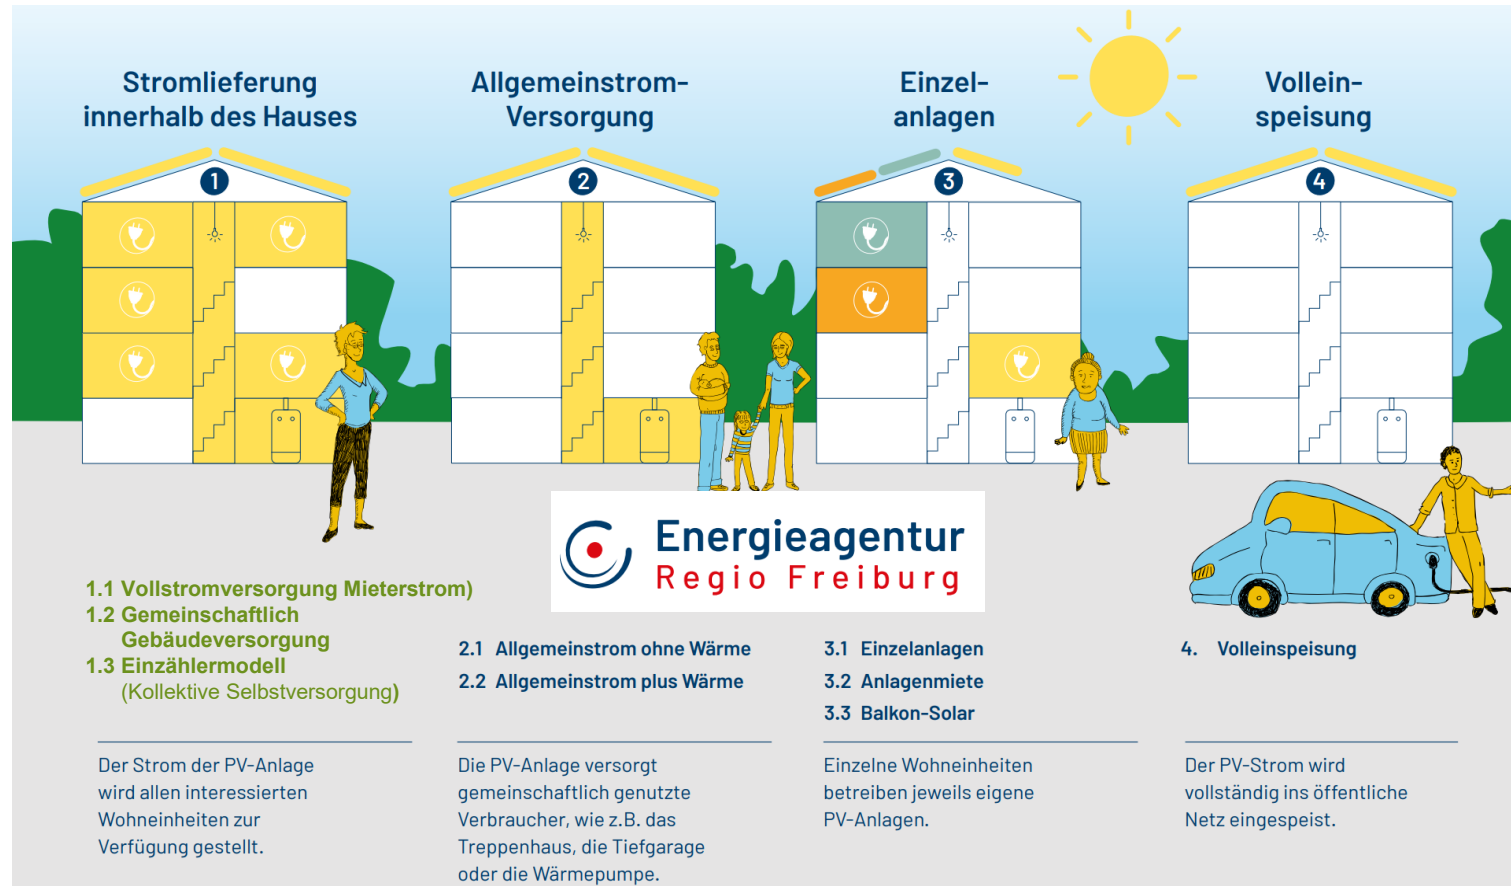 Stromlieferung
innerhalb des Hauses
1
1.1 Vollstromversorgung Mieterstrom)
1.2 Gemeinschaftlich
Gebäudeversorgung
1.3 Einzählermodell
(Kollektive Selbstversorgung)
Der Strom der PV-Anlage
wird allen interessierten
Wohneinheiten zur
Verfügung gestellt.
Allgemeinstrom-
Versorgung
2
Energieagentur
Regio Freiburg
2.1 Allgemeinstrom ohne Wärme
2.2 Allgemeinstrom plus Wärme
Die PV-Anlage versorgt
gemeinschaftlich genutzte
Verbraucher, wie z.B. das
Treppenhaus, die Tiefgarage
oder die Wärmepumpe.
Einzel-
anlagen
3
3.1 Einzelanlagen
3.2 Anlagenmiete
3.3 Balkon-Solar
Einzelne Wohneinheiten
betreiben jeweils eigene
PV-Anlagen.
Vollein-
speisung
4
4. Volleinspeisung
Der PV-Strom wird
vollständig ins öffentliche
Netz eingespeist.